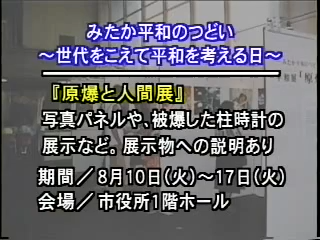 みたか平和のつどい
～世代をこえて平和を考える日～
『原爆と人間展』
写真パネルや、被爆した柱時計の
展示など。展示物への説明あり
期間／8月10日(火)～17日(火)
会場／市役所1階ホール